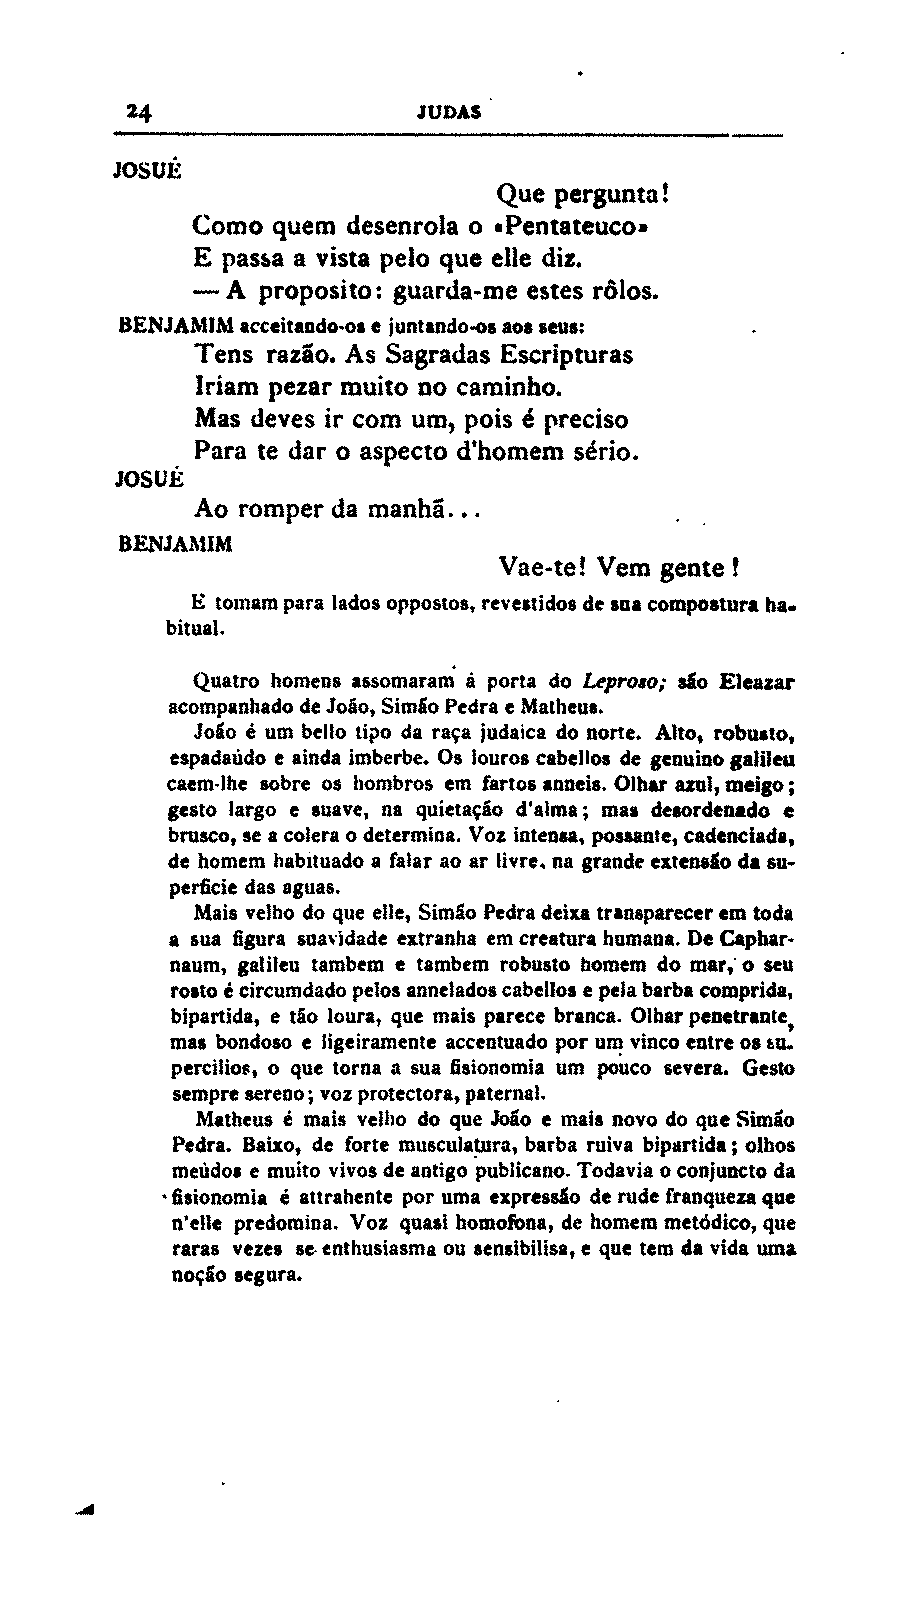 24 JUDAS
JOSUÉ
Que pergunta!
Como quem desenrola o «Pentateuco»
E passa a vista pelo que elle diz.
— A proposito: guarda-me estes rôlos.
BENJAMIM acceitando-os e juntando-os aos seus:
Tens razão. As Sagradas Escripturas
Iriam pezar muito no caminho.
Mas deves ir com um, pois é preciso
Para te dar o aspecto d'homem sério.
JOSUÉ
Ao romper da manhã...
BENJAMIM
Vae-te! Vem gente!
E tomam para lados oppostos, revestidos de sua compostura ha-
bitual.
Quatro homens assomaram á porta do Leproso; são Eleazar
acompanhado de João, Simão Pedra e Matheus.
João é um bello tipo da raça judaica do norte. Alto, robusto,
espadaúdo e ainda imberbe. Os louros cabellos de genuino galileu
caem-lhe sobre os hombros em fartos anneis. Olhar azul, meigo;
gesto largo e suave, na quietação d'alma; mas desordenado e
brusco, se a colera o determina. Voz intensa, possante, cadenciada,
de homem habituado a falar ao ar livre, na grande extensão da su-
perficie das aguas.
Mais velho do que elle, Simão Pedra deixa transparecer em toda
a sua figura suavidade extranha em creatura humana. De Caphar-
naum, galileu tambem e tambem robusto homem do mar, o seu
rosto é circumdado pelos annelados cabellos e pela barba comprida,
bipartida, e tão loura, que mais parece branca. Olhar penetrante,
mas bondoso e ligeiramente accentuado por um vinco entre os su-
percilios, o que torna a sua fisionomia um pouco severa. Gesto
sempre sereno; voz protectora, paternal.
Matheus é mais velho do que João e mais novo do que Simão
Pedra. Baixo, de forte musculatura, barba ruiva bipartida; olhos
meúdos e muito vivos de antigo publicano. Todavia o conjuncto da
fisionomia é attrahente por uma expressão de rude franqueza que
n'elle predomina. Voz quasi homofona, de homem metódico, que
raras vezes se enthusiasma ou sensibilisa, e que tem da vida uma
noção segura.